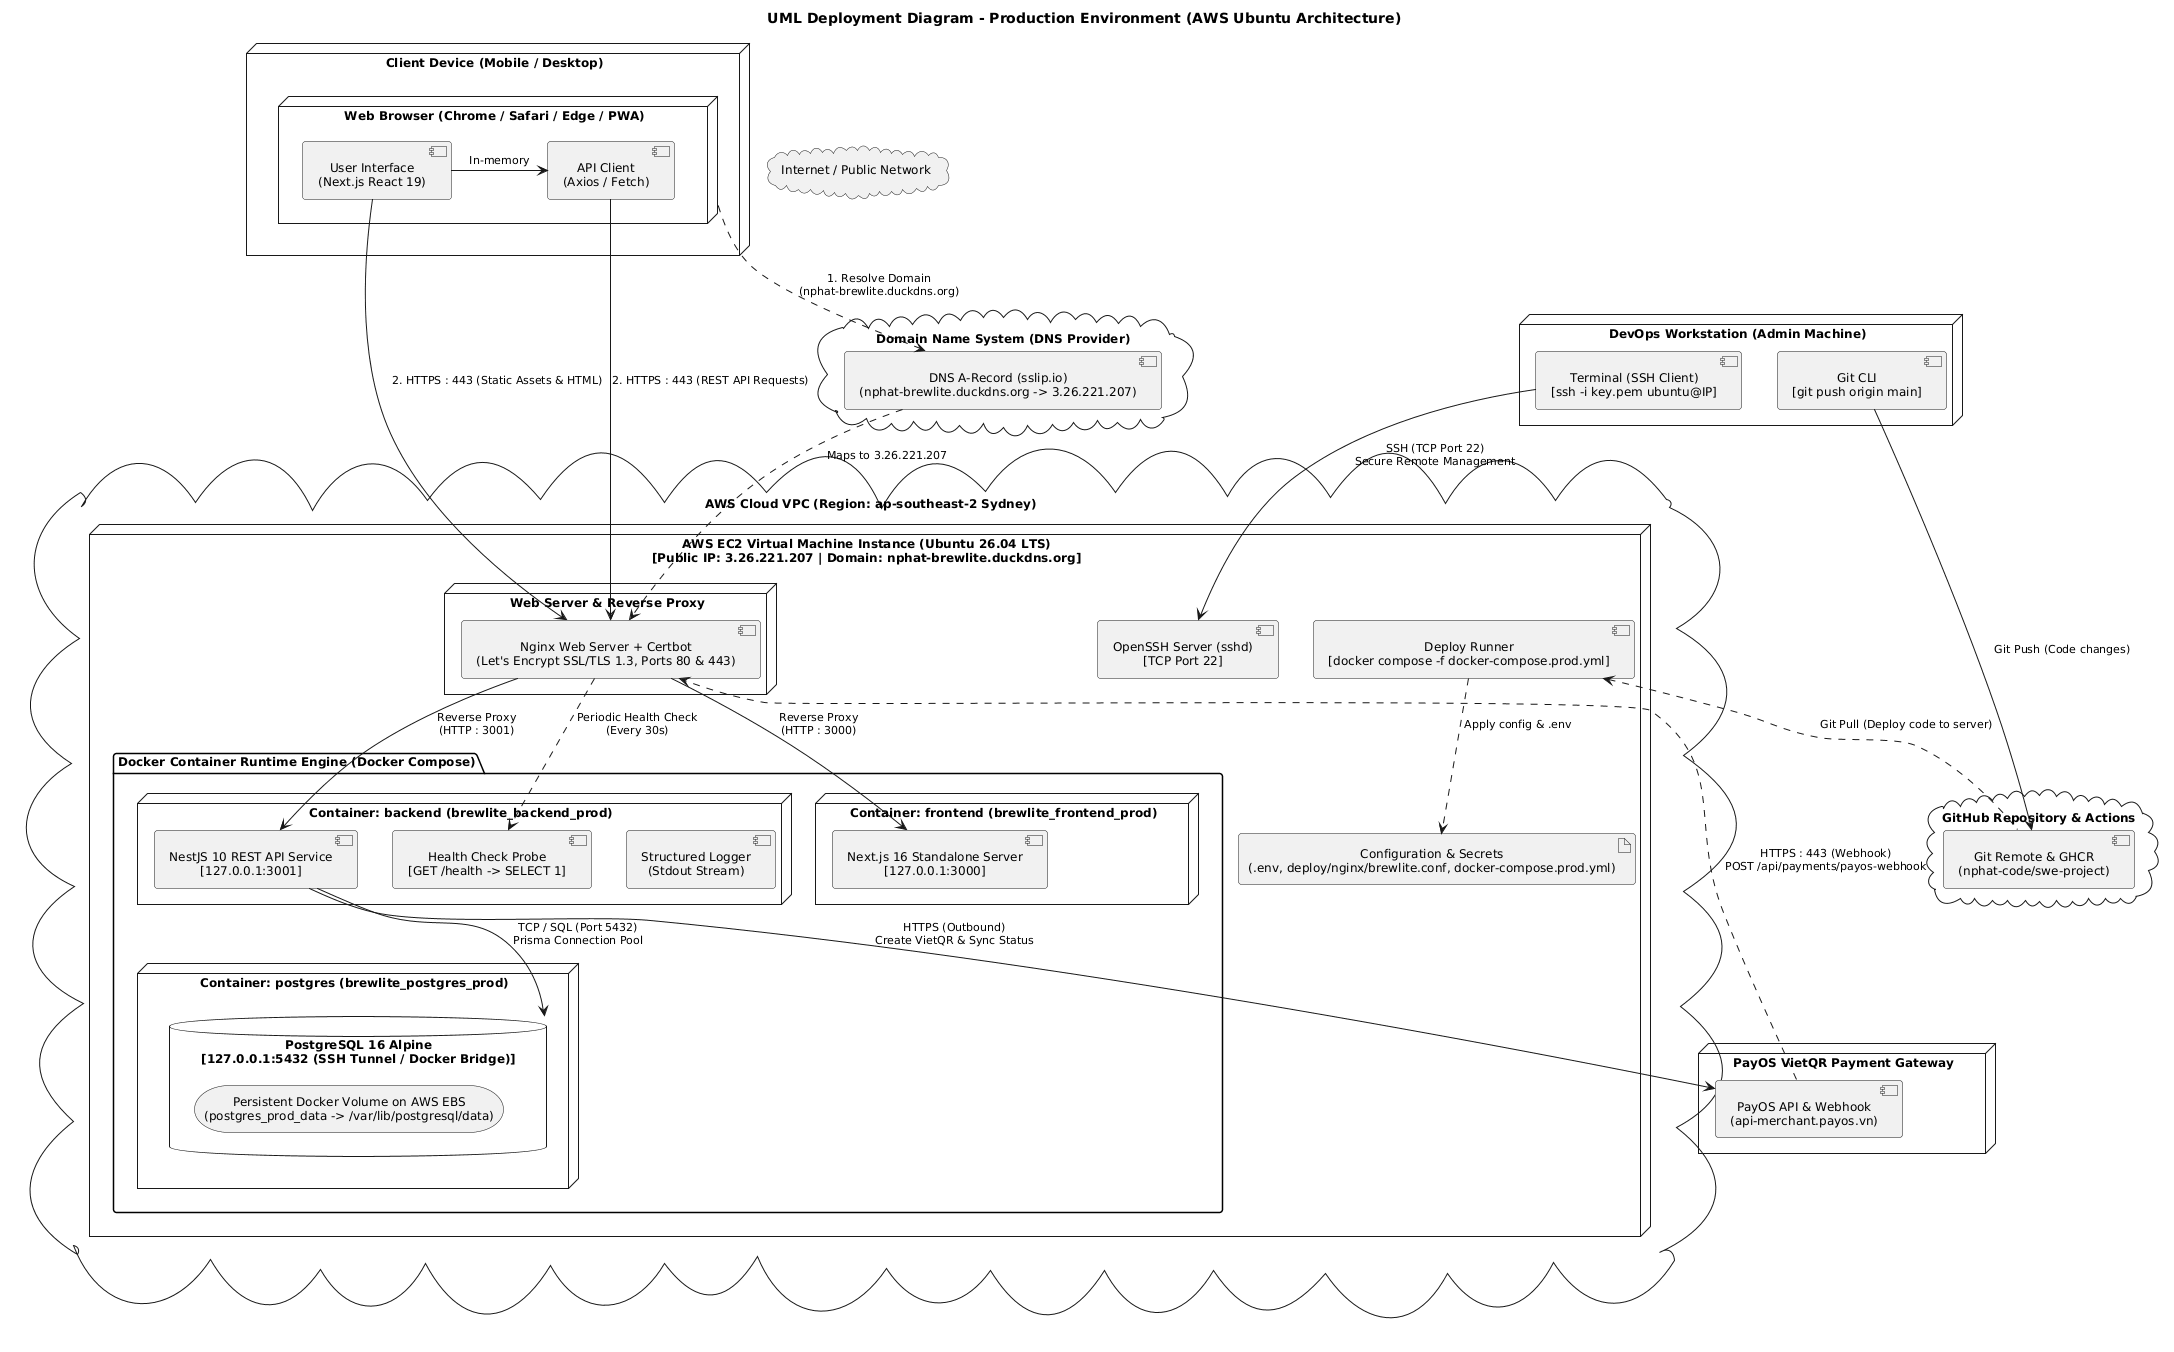 UML Deployment Diagram - Production Environment (AWS Ubuntu Architecture)
Client Device (Mobile / Desktop)
Web Browser (Chrome / Safari / Edge / PWA)
User Interface
(Next.js React 19)
In-memory
API Client
(Axios / Fetch)
Internet / Public Network
1. Resolve Domain
(nphat-brewlite.duckdns.org)
Domain Name System (DNS Provider)
DNS A-Record (sslip.io)
(nphat-brewlite.duckdns.org -> 3.26.221.207)
DevOps Workstation (Admin Machine)
Terminal (SSH Client)
[ssh -i key.pem ubuntu@IP]
Git CLI
[git push origin main]
2. HTTPS : 443 (Static Assets & HTML)
2. HTTPS : 443 (REST API Requests)
Maps to 3.26.221.207
SSH (TCP Port 22)
Secure Remote Management
AWS Cloud VPC (Region: ap-southeast-2 Sydney)
AWS EC2 Virtual Machine Instance (Ubuntu 26.04 LTS)
[Public IP: 3.26.221.207 | Domain: nphat-brewlite.duckdns.org]
Web Server & Reverse Proxy
Nginx Web Server + Certbot
(Let's Encrypt SSL/TLS 1.3, Ports 80 & 443)
OpenSSH Server (sshd)
[TCP Port 22]
Deploy Runner
[docker compose -f docker-compose.prod.yml]
Git Push (Code changes)
Reverse Proxy
(HTTP : 3001)
Periodic Health Check
(Every 30s)
Reverse Proxy
(HTTP : 3000)
Apply config & .env
Git Pull (Deploy code to server)
Docker Container Runtime Engine (Docker Compose)
Container: backend (brewlite_backend_prod)
NestJS 10 REST API Service
[127.0.0.1:3001]
Health Check Probe
[GET /health -> SELECT 1]
Structured Logger
(Stdout Stream)
Container: frontend (brewlite_frontend_prod)
Next.js 16 Standalone Server
[127.0.0.1:3000]
Configuration & Secrets
(.env, deploy/nginx/brewlite.conf, docker-compose.prod.yml)
HTTPS : 443 (Webhook)
POST /api/payments/payos-webhook
GitHub Repository & Actions
Git Remote & GHCR
(nphat-code/swe-project)
TCP / SQL (Port 5432)
Prisma Connection Pool
HTTPS (Outbound)
Create VietQR & Sync Status
Container: postgres (brewlite_postgres_prod)
PostgreSQL 16 Alpine
[127.0.0.1:5432 (SSH Tunnel / Docker Bridge)]
Persistent Docker Volume on AWS EBS
(postgres_prod_data -> /var/lib/postgresql/data)
PayOS VietQR Payment Gateway
PayOS API & Webhook
(api-merchant.payos.vn)